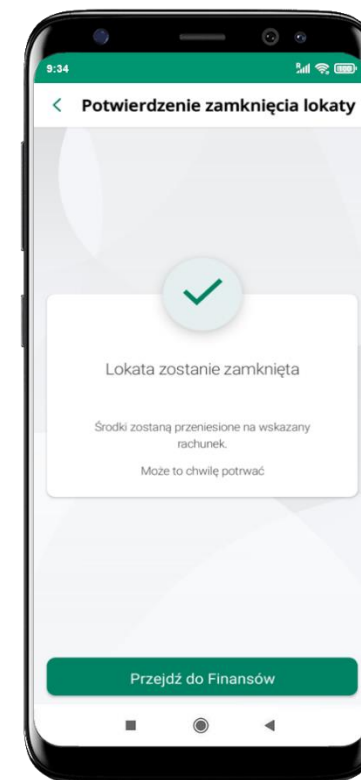 9:34
Potwierdzenie zamknięcia lokaty
Lokata zostanie zamknięta
Środki zostaną przeniesione na wskazany
rachunek.
Może to chwilę potrwać
Przejdź do Finansów